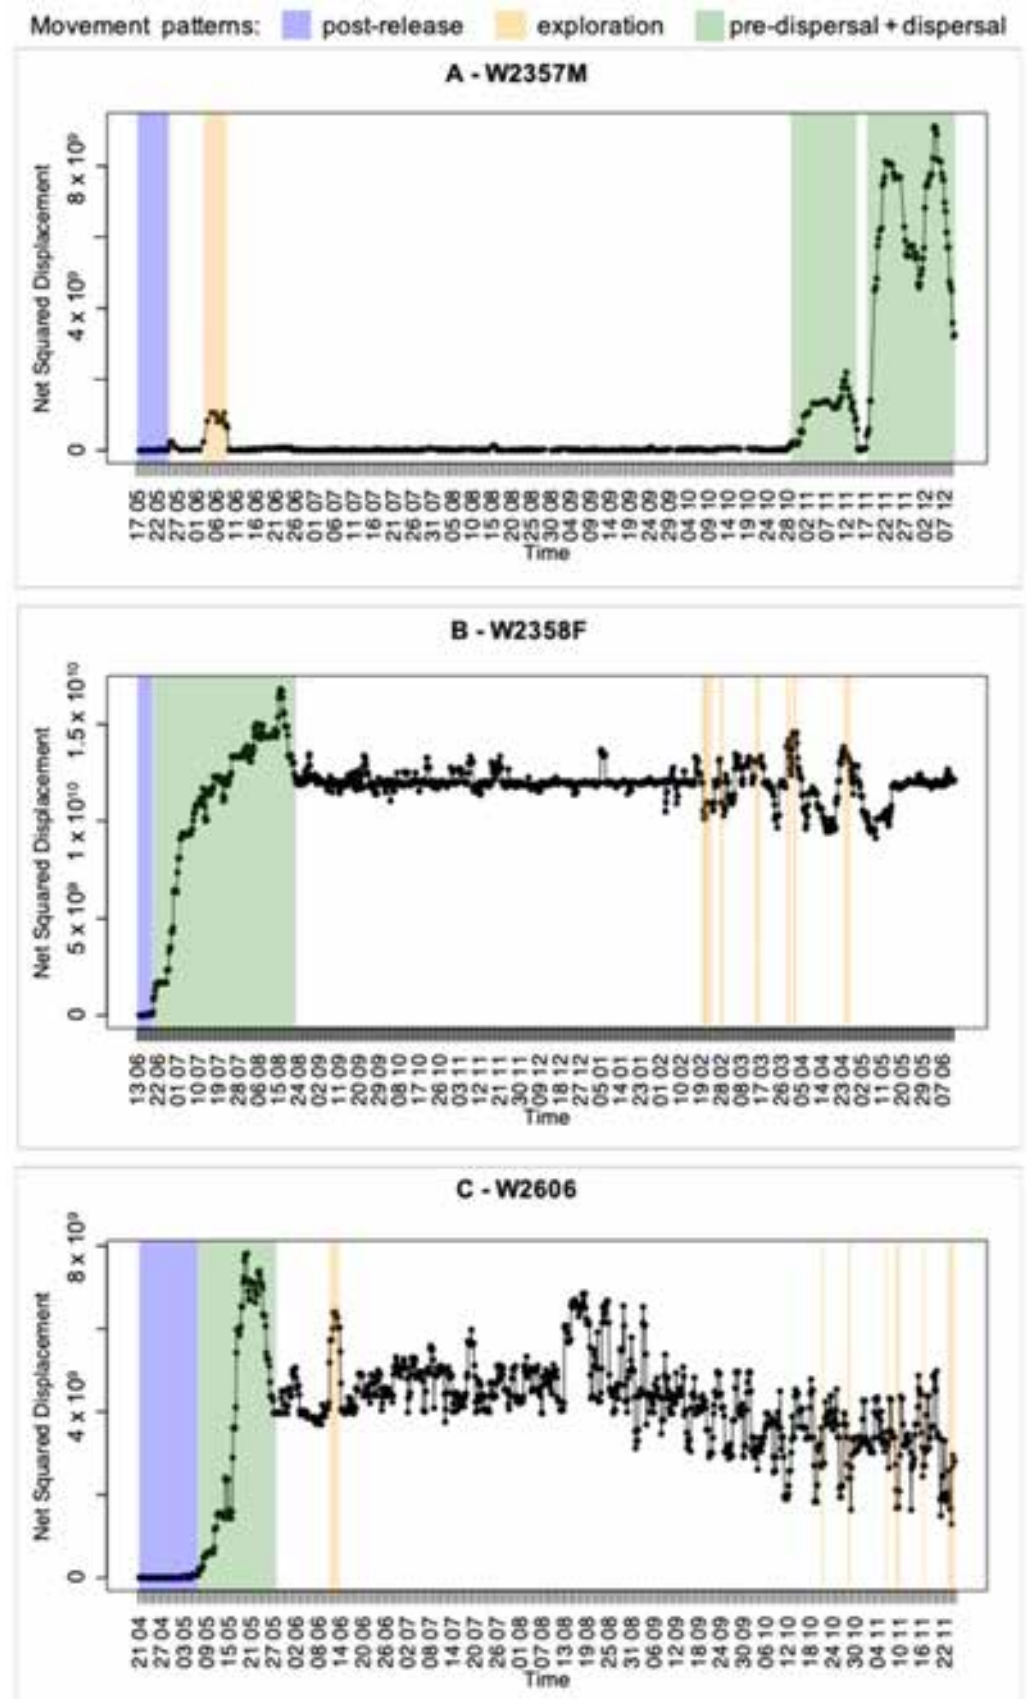 Movement patterns: post-release exploration pre-dispersal + dispersal
A - W2357M
Net Squared Displacement
0
4 x 10⁹
8 x 10⁹
17 05 22 05 27 05 01 06 06 06 11 06 16 06 21 06 26 06 01 07 06 07 11 07 16 07 21 07 26 07 31 07 05 08 10 08 15 08 20 08 25 08 30 08 04 09 09 09 14 09 19 09 24 09 29 09 04 10 09 10 14 10 19 10 24 10 28 10 02 11 07 11 12 11 17 11 22 11 27 11 02 12 07 12
Time
B - W2358F
Net Squared Displacement
0
5 x 10⁹
1 x 10¹⁰
1.5 x 10¹⁰
13 06 22 06 01 07 10 07 19 07 28 07 06 08 15 08 24 08 02 09 11 09 20 09 29 09 08 10 17 10 26 10 03 11 12 11 21 11 30 11 09 12 18 12 27 12 05 01 14 01 23 01 01 02 10 02 19 02 28 02 08 03 17 03 26 03 05 04 14 04 23 04 02 05 11 05 20 05 29 05 07 06
Time
C - W2606
Net Squared Displacement
0
4 x 10⁹
8 x 10⁹
21 04 27 04 03 05 09 05 15 05 21 05 27 05 02 06 08 06 14 06 20 06 26 06 02 07 08 07 14 07 20 07 26 07 01 08 07 08 13 08 19 08 25 08 31 08 06 09 12 09 18 09 24 09 30 09 06 10 12 10 18 10 24 10 30 10 04 11 10 11 16 11 22 11
Time